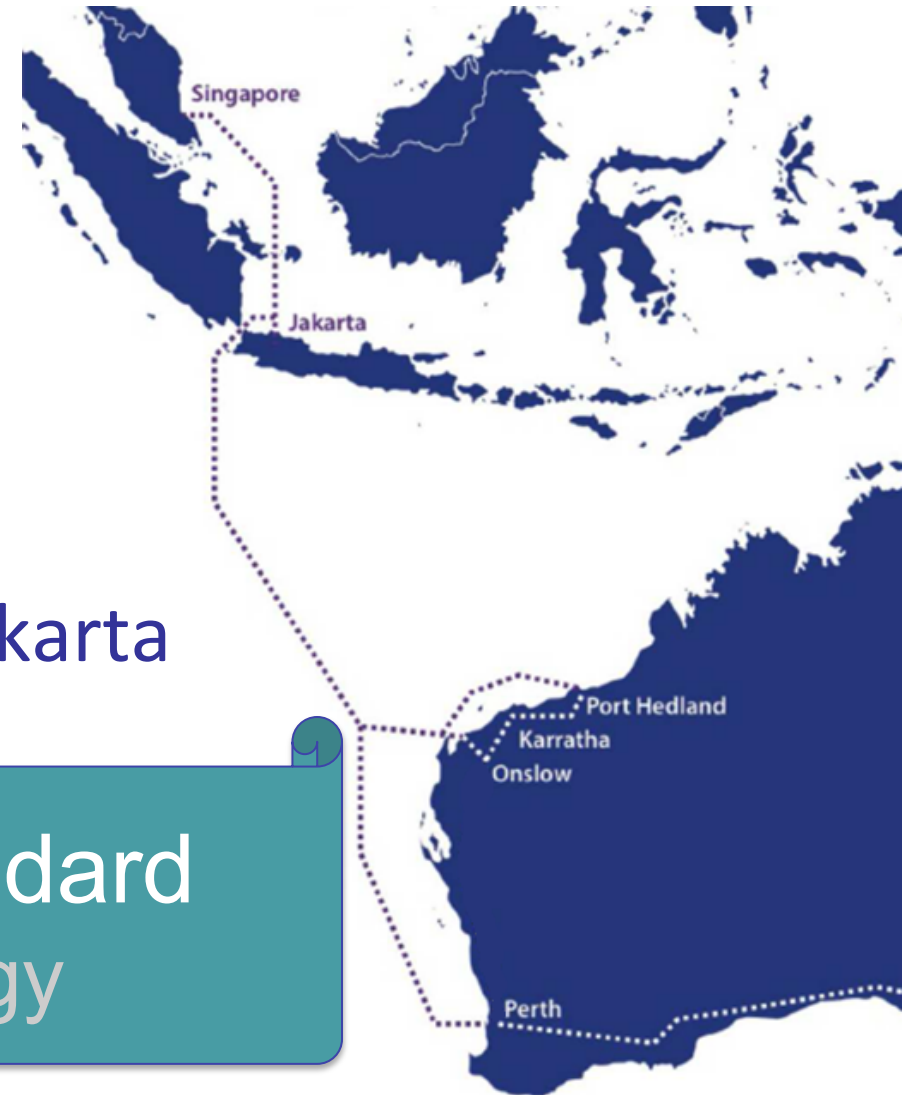 Singapore
Jakarta
karta
Port Hedland
Karratha
Onslow
dard
gy
Perth